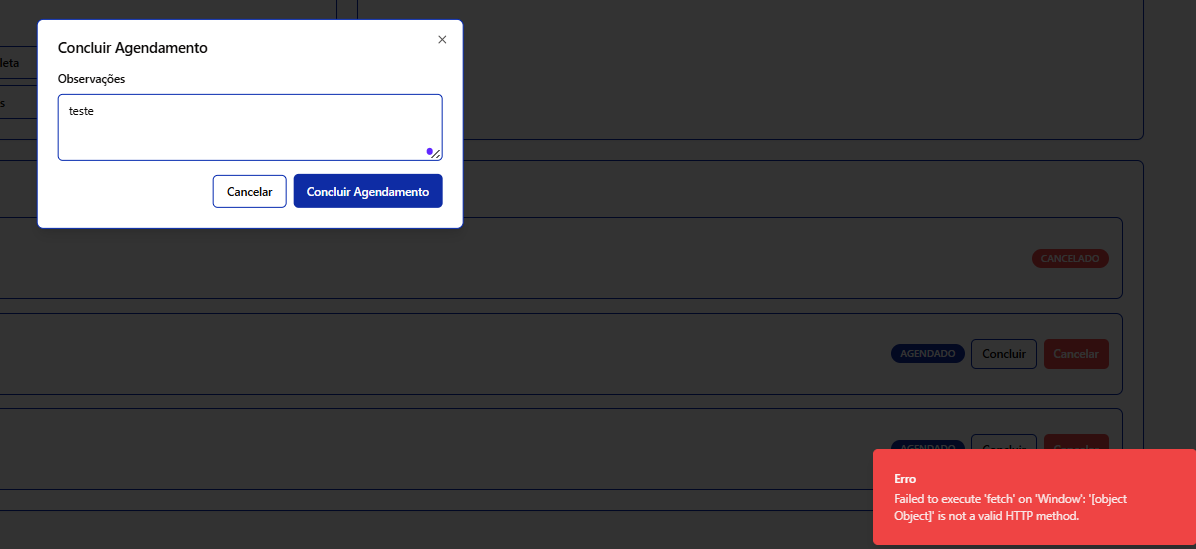 Concluir Agendamento
Observações
teste
Cancelar
Concluir Agendamento
leta
s
CANCELADO
AGENDADO
Concluir
Cancelar
AGENDADO
Concluir
Cancelar
Erro
Failed to execute 'fetch' on 'Window': '[object
Object]' is not a valid HTTP method.